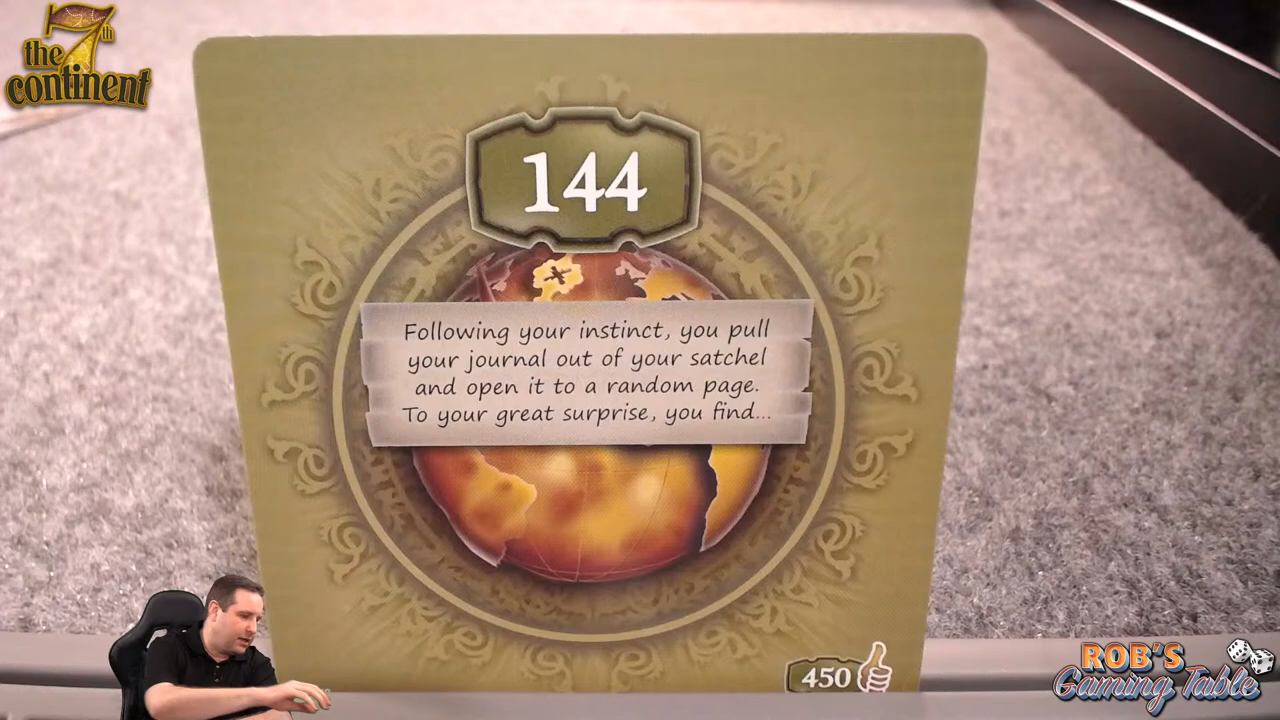 the 7th continent
144
Following your instinct, you pull
your journal out of your satchel
and open it to a random page.
To your great surprise, you find...
450
ROB'S
Gaming Table